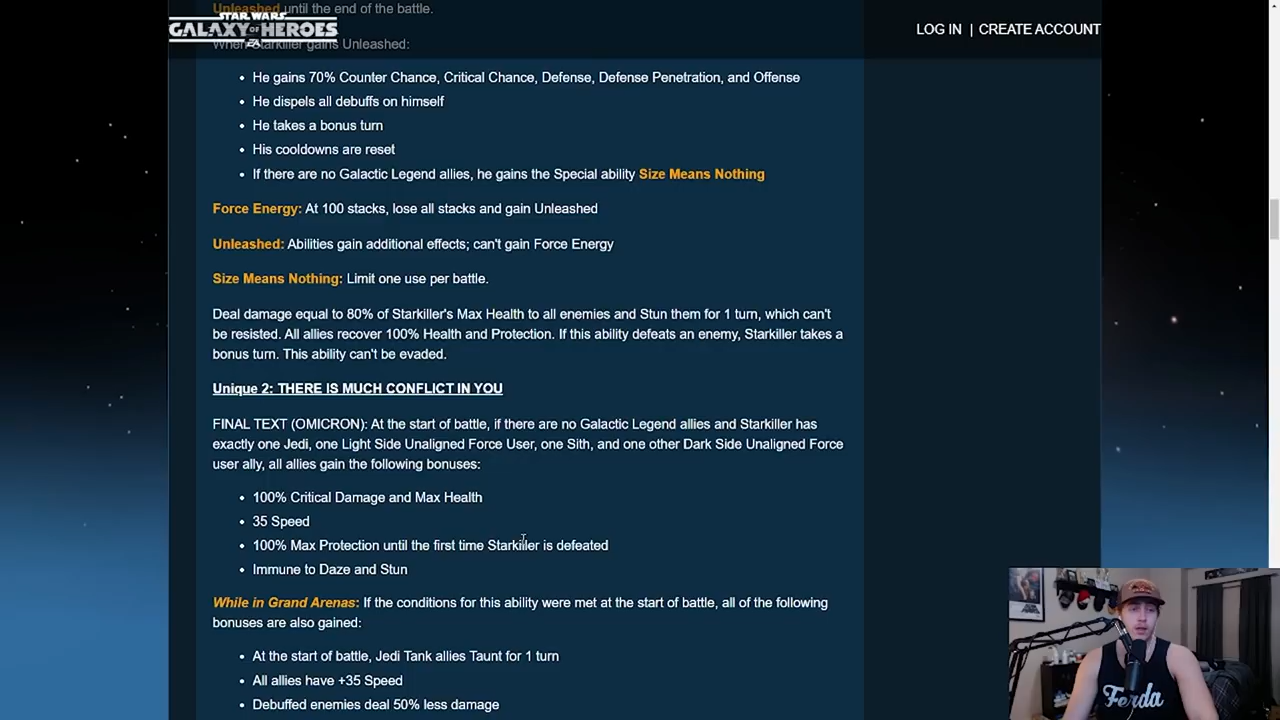 Unleashed until the end of the battle.
STAR WARS
GALAXY OF HEROES
EA
LOG IN | CREATE ACCOUNT
When Starkiller gains Unleashed:
• He gains 70% Counter Chance, Critical Chance, Defense, Defense Penetration, and Offense
• He dispels all debuffs on himself
• He takes a bonus turn
• His cooldowns are reset
• If there are no Galactic Legend allies, he gains the Special ability Size Means Nothing
Force Energy: At 100 stacks, lose all stacks and gain Unleashed
Unleashed: Abilities gain additional effects; can't gain Force Energy
Size Means Nothing: Limit one use per battle.
Deal damage equal to 80% of Starkiller's Max Health to all enemies and Stun them for 1 turn, which can't
be resisted. All allies recover 100% Health and Protection. If this ability defeats an enemy, Starkiller takes a
bonus turn. This ability can't be evaded.
Unique 2: THERE IS MUCH CONFLICT IN YOU
FINAL TEXT (OMICRON): At the start of battle, if there are no Galactic Legend allies and Starkiller has
exactly one Jedi, one Light Side Unaligned Force User, one Sith, and one other Dark Side Unaligned Force
user ally, all allies gain the following bonuses:
• 100% Critical Damage and Max Health
• 35 Speed
• 100% Max Protection until the first time Starkiller is defeated
• Immune to Daze and Stun
While in Grand Arenas: If the conditions for this ability were met at the start of battle, all of the following
bonuses are also gained:
• At the start of battle, Jedi Tank allies Taunt for 1 turn
• All allies have +35 Speed
• Debuffed enemies deal 50% less damage
Ferda